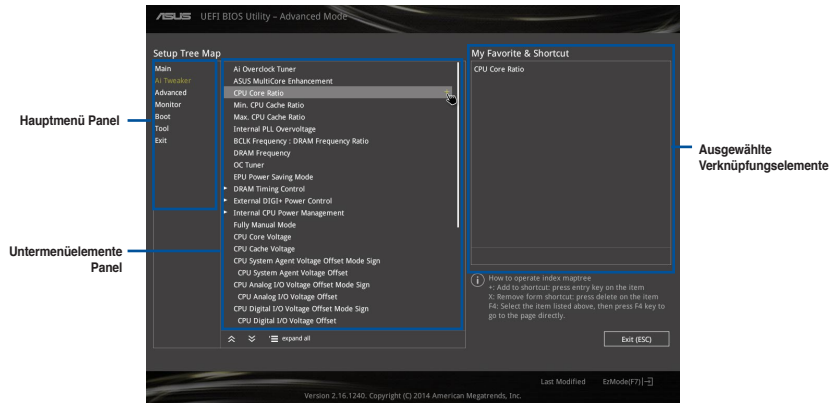 ASUS UEFI BIOS Utility – Advanced Mode
Setup Tree Map
Main
Ai Tweaker
Advanced
Monitor
Boot
Tool
Exit
Ai Overclock Tuner
ASUS MultiCore Enhancement
CPU Core Ratio
Min. CPU Cache Ratio
Max. CPU Cache Ratio
Internal PLL Overvoltage
BCLK Frequency : DRAM Frequency Ratio
DRAM Frequency
OC Tuner
EPU Power Saving Mode
DRAM Timing Control
External DIGI+ Power Control
Internal CPU Power Management
Fully Manual Mode
CPU Core Voltage
CPU Cache Voltage
CPU System Agent Voltage Offset Mode Sign
CPU System Agent Voltage Offset
CPU Analog I/O Voltage Offset Mode Sign
CPU Analog I/O Voltage Offset
CPU Digital I/O Voltage Offset Mode Sign
CPU Digital I/O Voltage Offset
expand all
My Favorite & Shortcut
CPU Core Ratio
How to operate index maptree
+: Add to shortcut: press entry key on the item
X: Remove form shortcut: press delete on the item
F4: Select the item listed above, then press F4 key to
go to the page directly.
Exit (ESC)
Last Modified
EzMode(F7)
Version 2.16.1240. Copyright (C) 2014 American Megatrends, Inc.
Hauptmenü Panel
Untermenüelemente
Panel
Ausgewählte
Verknüpfungselemente